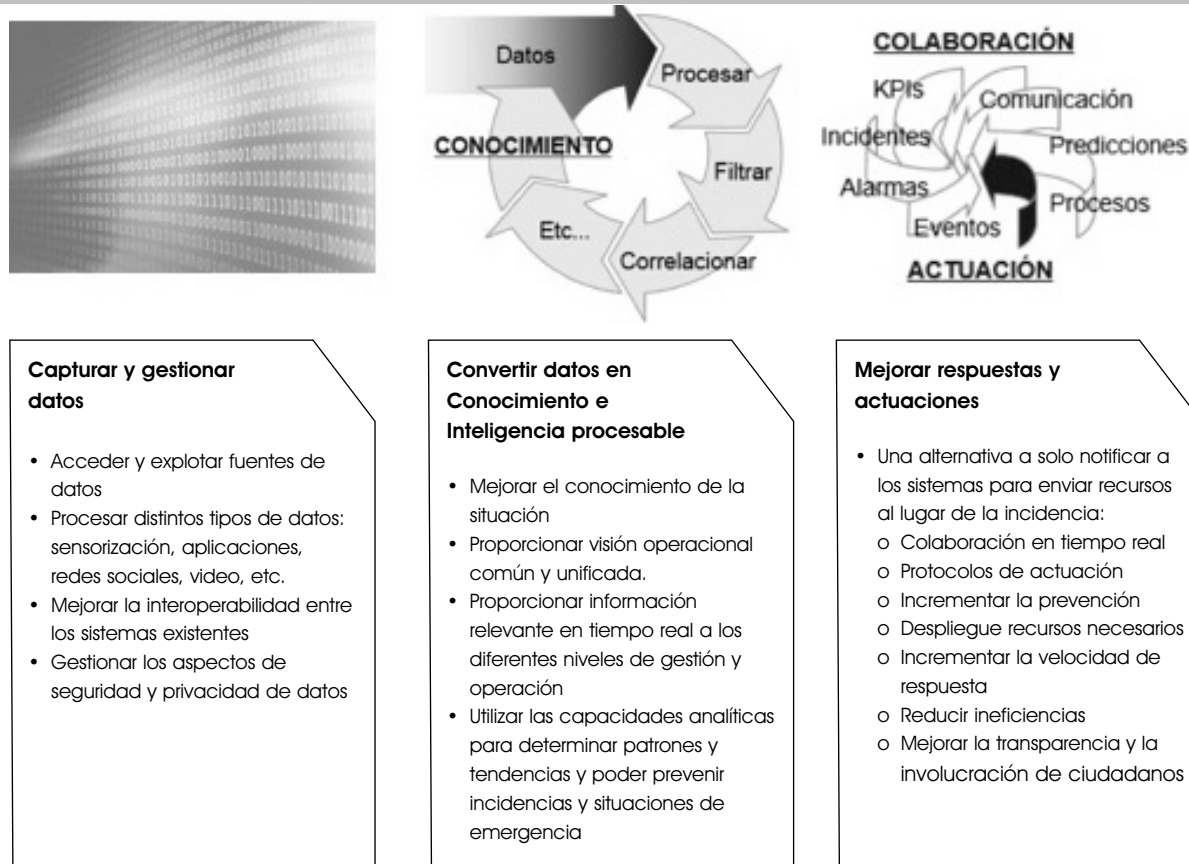 Datos
Procesar
CONOCIMIENTO
Filtrar
Etc...
Correlacionar
COLABORACIÓN
KPIs
Comunicación
Incidentes
Predicciones
Alarmas
Procesos
Eventos
ACTUACIÓN
Capturar y gestionar
datos
• Acceder y explotar fuentes de
datos
• Procesar distintos tipos de datos:
sensorización, aplicaciones,
redes sociales, video, etc.
• Mejorar la interoperabilidad entre
los sistemas existentes
• Gestionar los aspectos de
seguridad y privacidad de datos
Convertir datos en
Conocimiento e
Inteligencia procesable
• Mejorar el conocimiento de la
situación
• Proporcionar visión operacional
común y unificada.
• Proporcionar información
relevante en tiempo real a los
diferentes niveles de gestión y
operación
• Utilizar las capacidades analíticas
para determinar patrones y
tendencias y poder prevenir
incidencias y situaciones de
emergencia
Mejorar respuestas y
actuaciones
• Una alternativa a solo notificar a
los sistemas para enviar recursos
al lugar de la incidencia:
o Colaboración en tiempo real
o Protocolos de actuación
o Incrementar la prevención
o Despliegue recursos necesarios
o Incrementar la velocidad de
respuesta
o Reducir ineficiencias
o Mejorar la transparencia y la
involucración de ciudadanos